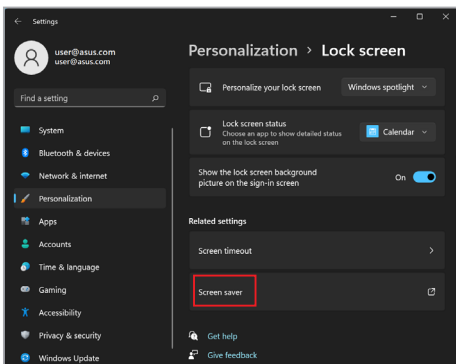 Settings
user@asus.com
user@asus.com
Find a setting
System
Bluetooth & devices
Network & internet
Personalization
Apps
Accounts
Time & language
Gaming
Accessibility
Privacy & security
Windows Update
Personalization > Lock screen
Personalize your lock screen
Windows spotlight
Lock screen status
Choose an app to show detailed status
on the lock screen
Calendar
Show the lock screen background
picture on the sign-in screen
On
Related settings
Screen timeout
Screen saver
Get help
Give feedback